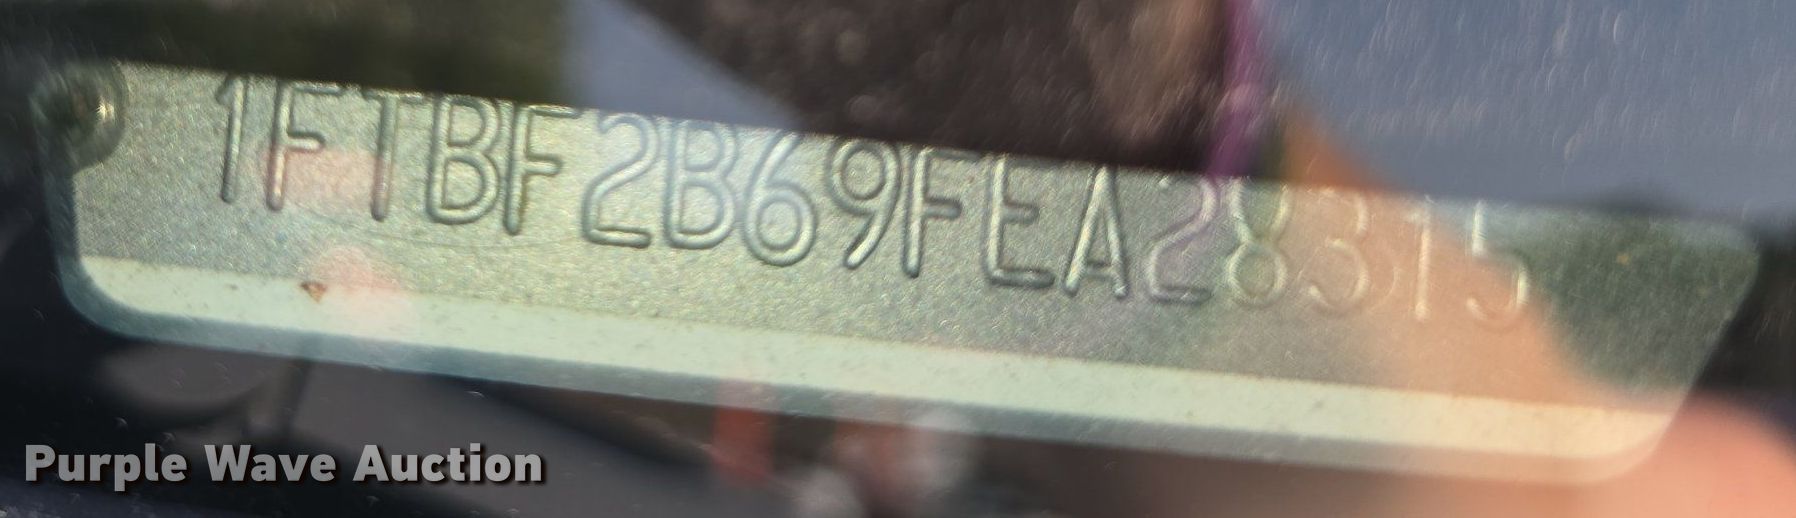 1FTBF2B69FEA28315
Purple Wave Auction